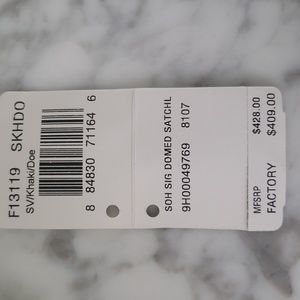 F13119 SKHDO
SV/Khaki/Doe
8 84830 71164 6
SOH SIG DOMED SATCHL
9H00049769 8107
MFSRP $428.00
FACTORY $409.00